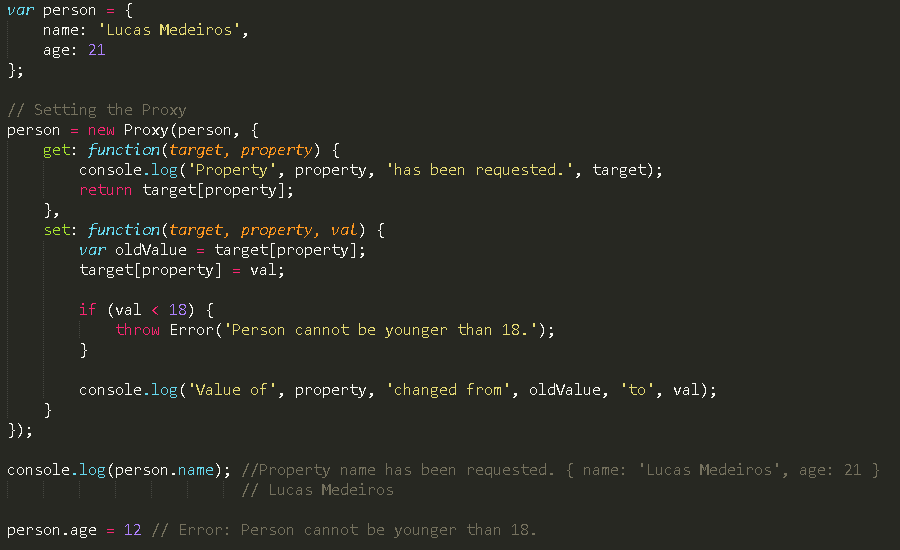 var person = {
    name: 'Lucas Medeiros',
    age: 21
};

// Setting the Proxy
person = new Proxy(person, {
    get: function(target, property) {
        console.log('Property', property, 'has been requested.', target);
        return target[property];
    },
    set: function(target, property, val) {
        var oldValue = target[property];
        target[property] = val;

        if (val < 18) {
            throw Error('Person cannot be younger than 18.');
        }

        console.log('Value of', property, 'changed from', oldValue, 'to', val);
    }
});

console.log(person.name); //Property name has been requested. { name: 'Lucas Medeiros', age: 21 }
                          // Lucas Medeiros

person.age = 12 // Error: Person cannot be younger than 18.